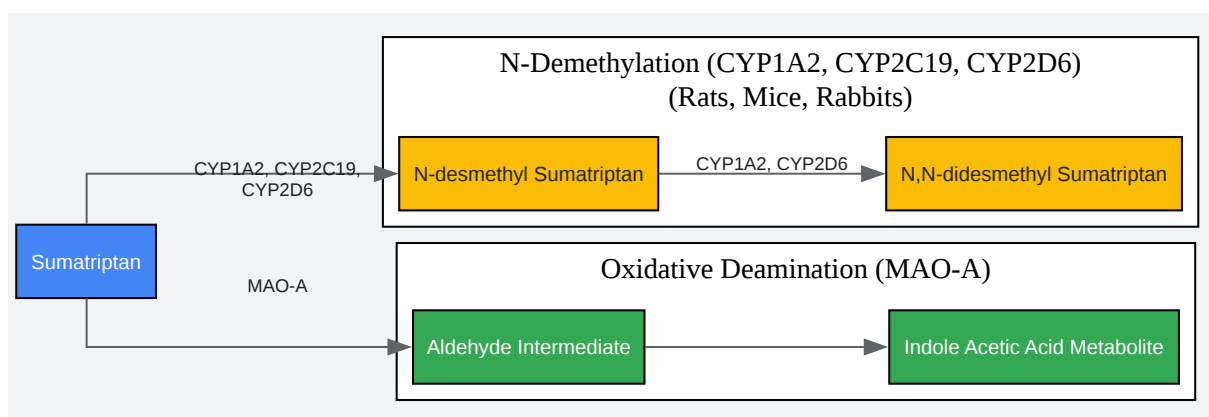 N-Demethylation (CYP1A2, CYP2C19, CYP2D6)
(Rats, Mice, Rabbits)
CYP1A2, CYP2C19,
CYP2D6
N-desmethyl Sumatriptan
CYP1A2, CYP2D6
N,N-didesmethyl Sumatriptan
Sumatriptan
Oxidative Deamination (MAO-A)
MAO-A
Aldehyde Intermediate
Indole Acetic Acid Metabolite